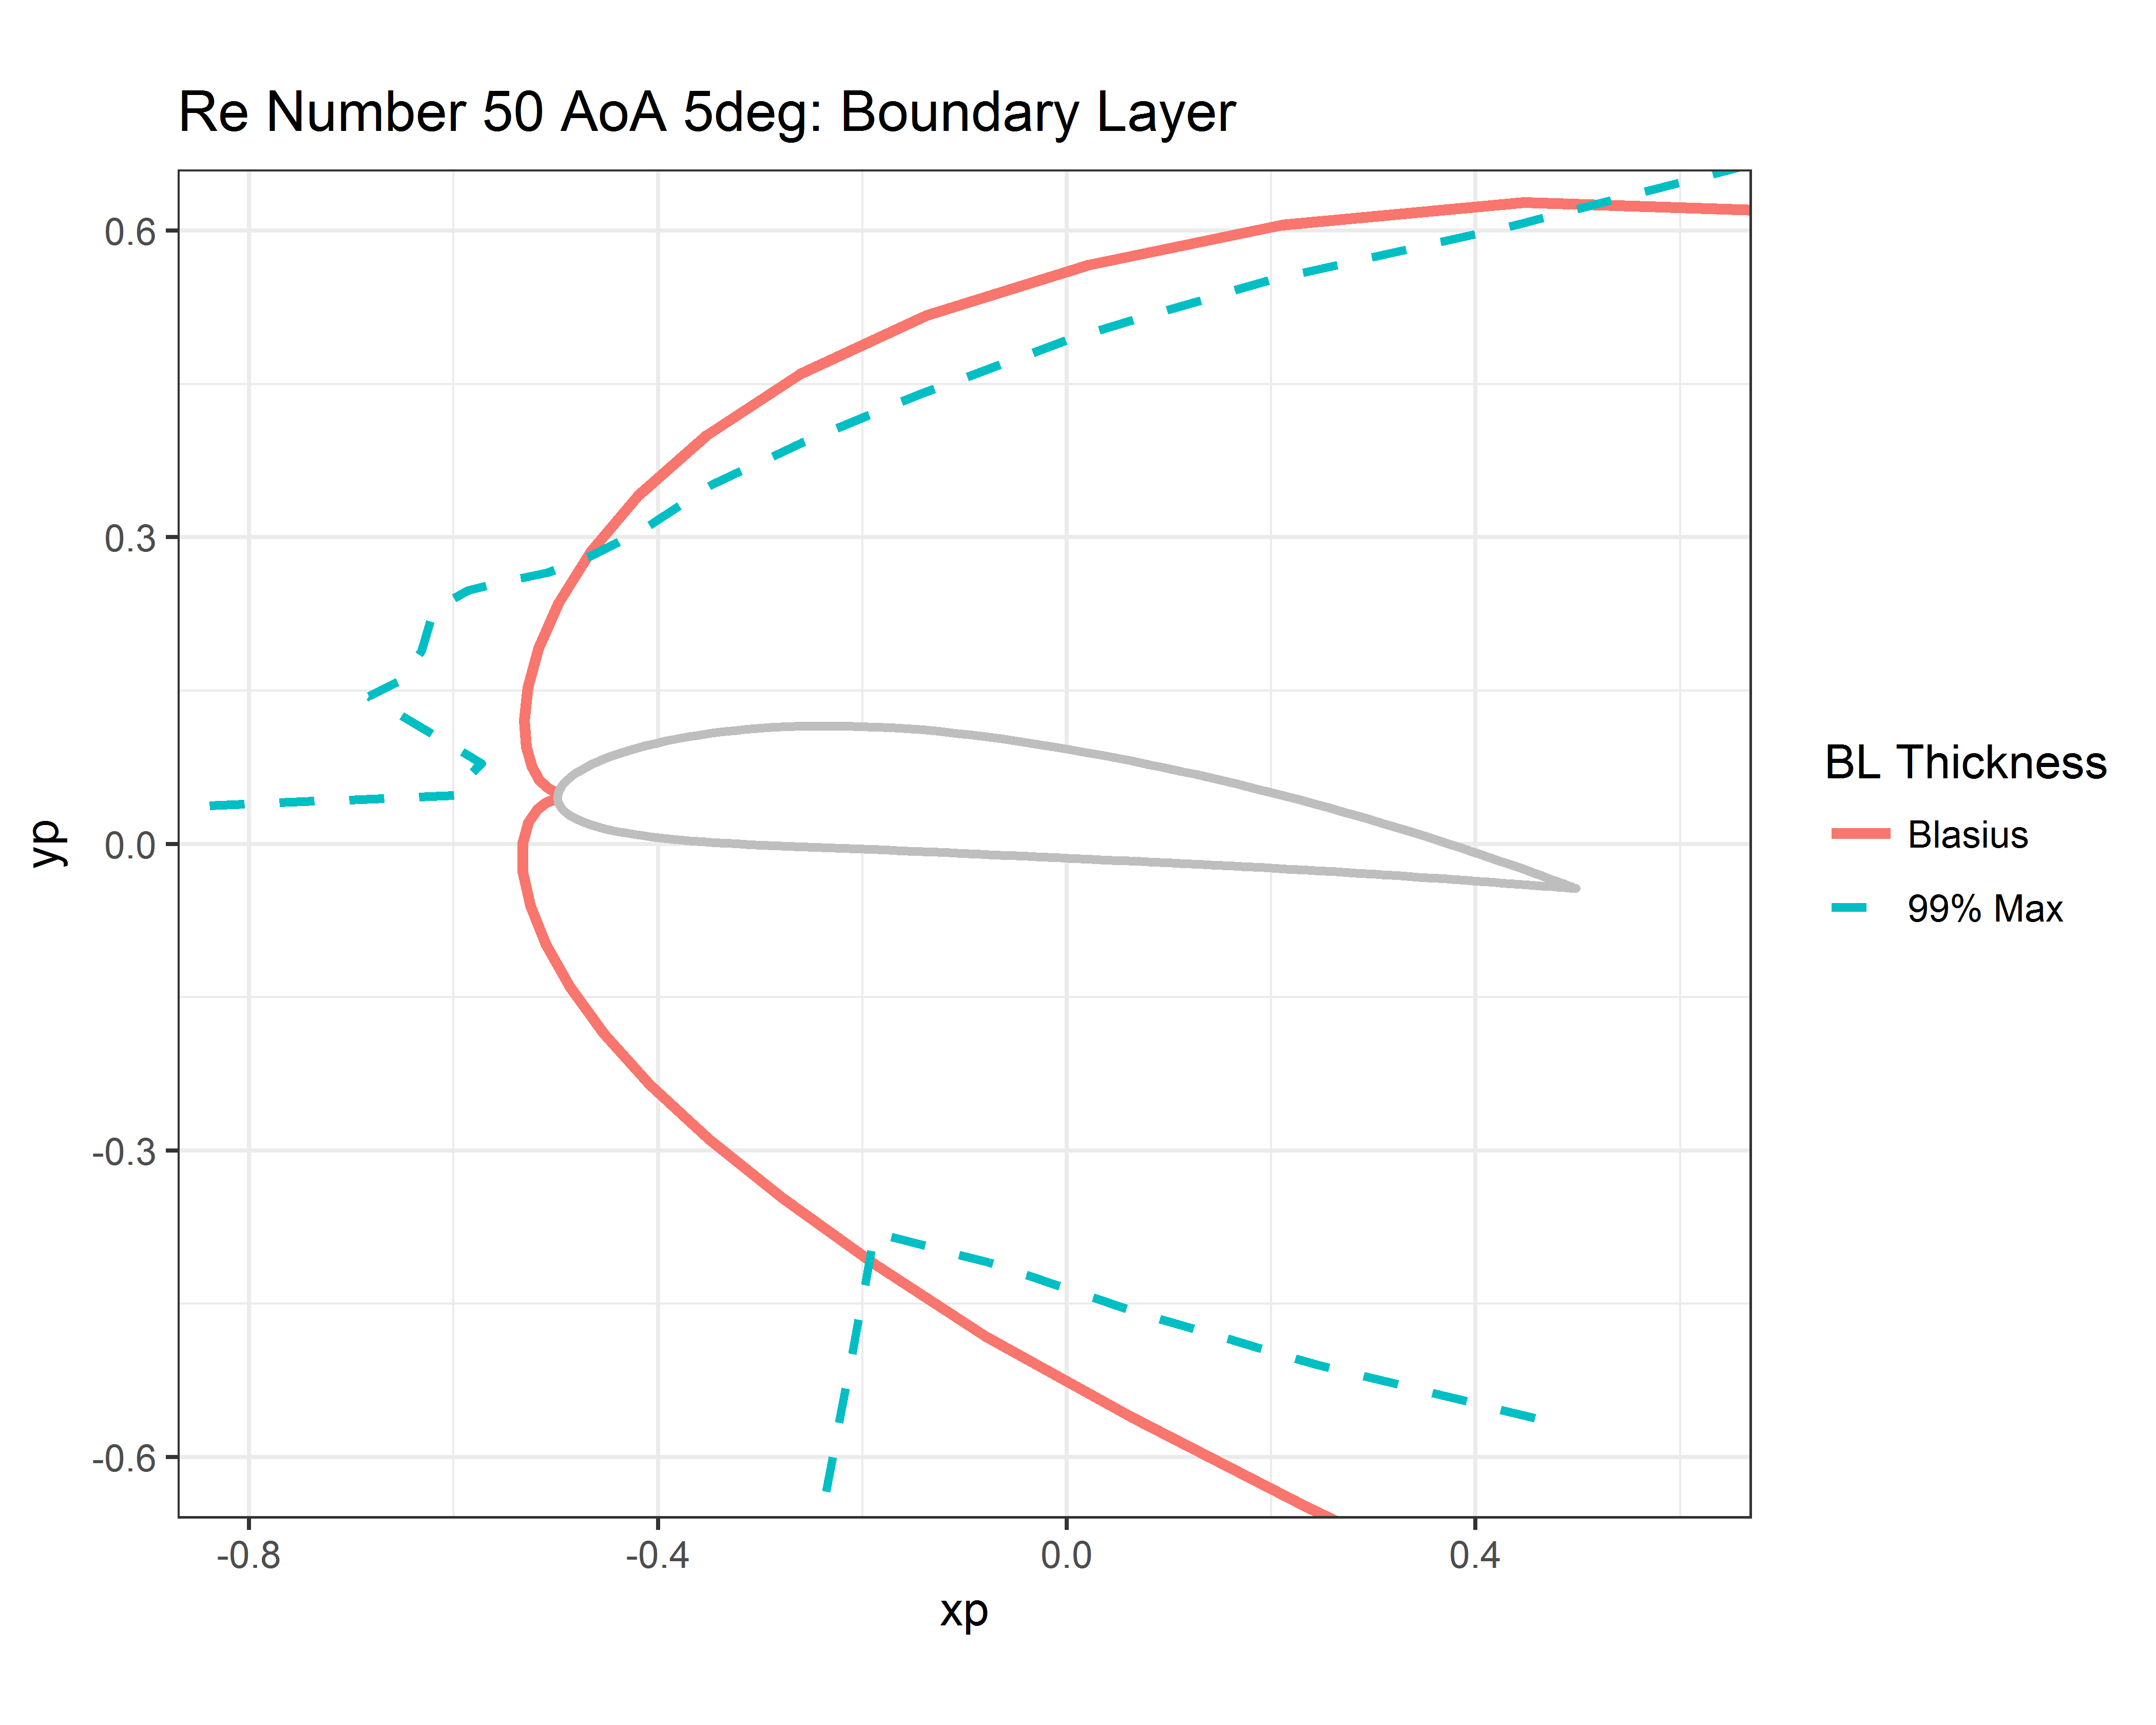 Re Number 50 AoA 5deg: Boundary Layer
0.6
0.3
0.0
-0.3
-0.6
yp
-0.8
-0.4
0.0
0.4
xp
BL Thickness
Blasius
99% Max